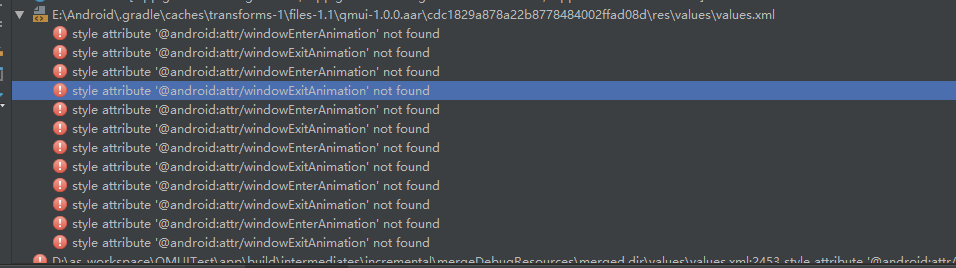 E:\Android\.gradle\caches\transforms-1\files-1.1\qmui-1.0.0.aar\cdc1829a878a22b8778484002ffad08d\res\values\values.xml
style attribute '@android:attr/windowEnterAnimation' not found
style attribute '@android:attr/windowExitAnimation' not found
style attribute '@android:attr/windowEnterAnimation' not found
style attribute '@android:attr/windowExitAnimation' not found
style attribute '@android:attr/windowEnterAnimation' not found
style attribute '@android:attr/windowExitAnimation' not found
style attribute '@android:attr/windowEnterAnimation' not found
style attribute '@android:attr/windowExitAnimation' not found
style attribute '@android:attr/windowEnterAnimation' not found
style attribute '@android:attr/windowExitAnimation' not found
style attribute '@android:attr/windowEnterAnimation' not found
style attribute '@android:attr/windowExitAnimation' not found
D:\as_workspace\QMUITest\app\build\intermediates\incremental\mergeDebugResources\merged.dir\values\values.xml:2453 style attribute '@android:attr/